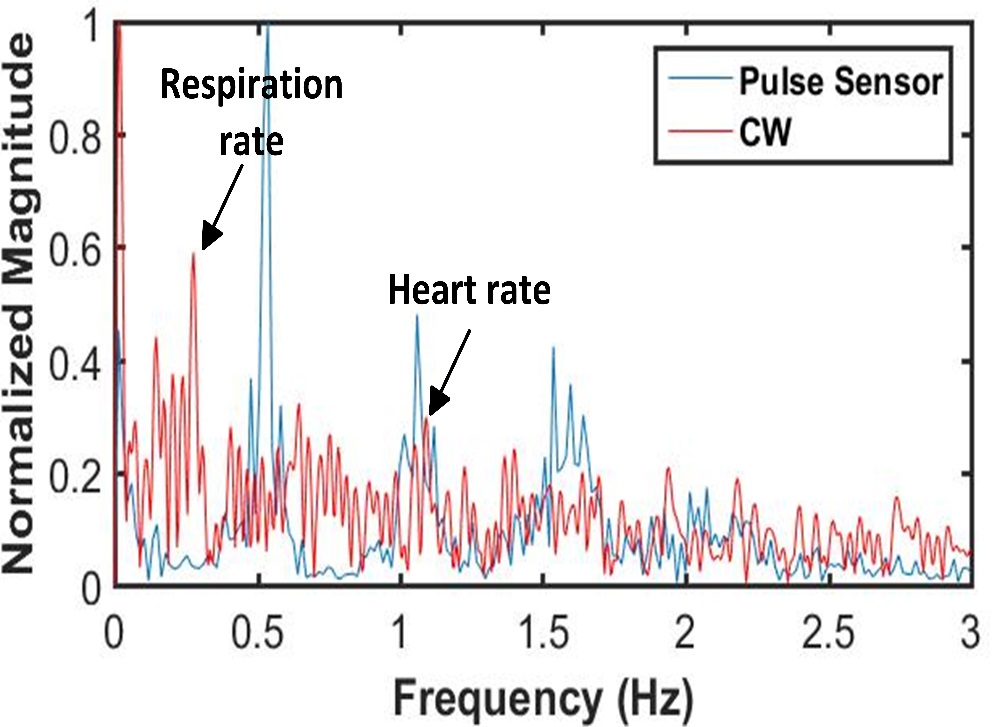 Normalized Magnitude
1
0.8
0.6
0.4
0.2
0
Respiration
rate
Heart rate
Pulse Sensor
CW
0 0.5 1 1.5 2 2.5 3
Frequency (Hz)